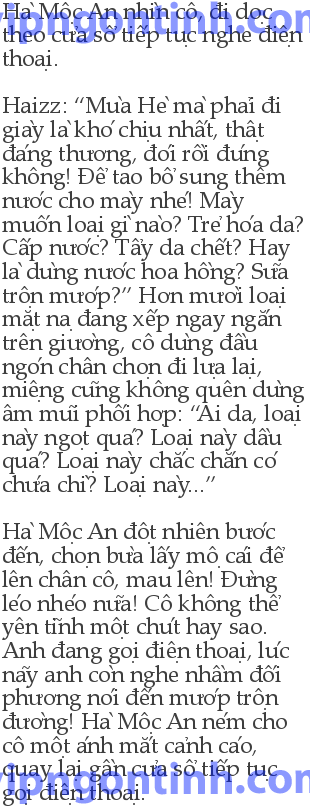 Hà Mộc An nhìn cô, đi dọc
theo cửa sổ tiếp tục nghe điện
thoại.
Haizz: “Mùa Hè mà phải đi
giày là khó chịu nhất, thật
đáng thương, đói rồi đúng
không! Để tao bổ sung thêm
nước cho mày nhé! Mày
muốn loại gì nào? Trẻ hóa da?
Cấp nước? Tẩy da chết? Hay
là dùng nước hoa hồng? Sữa
trộn mướp?” Hơn mười loại
mặt nạ đang xếp ngay ngắn
trên giường, cô dùng đầu
ngón chân chọn đi lựa lại,
miệng cũng không quên dùng
âm mũi phối hợp: “Ai da, loại
này ngọt quá? Loại này dầu
quá? Loại này chắc chắn có
chứa chì? Loại này...”
Hà Mộc An đột nhiên bước
đến, chọn bừa lấy mộ cái để
lên chân cô, mau lên! Đừng
léo nhéo nữa! Cô không thể
yên tĩnh một chút hay sao.
Anh đang gọi điện thoại, lúc
nãy anh còn nghe nhầm đối
phương nói đến mướp trộn
đường! Hà Mộc An ném cho
cô một ánh mắt cảnh cáo,
quay lại gần cửa sổ tiếp tục
gọi điện thoại.
vipngontinh.com